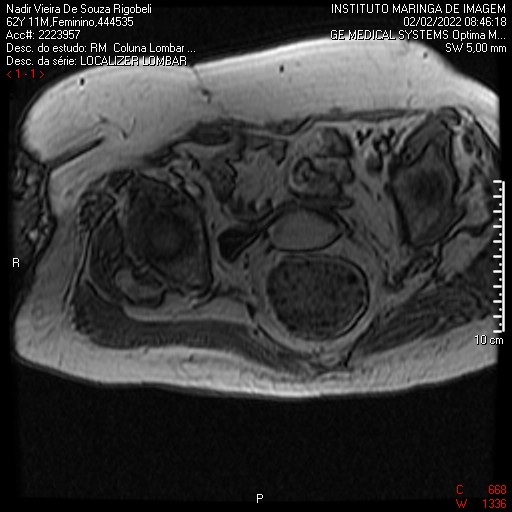 Nadir Vieira De Souza Rigobeli
62Y 11M,Feminino,444535
Acc#: 2223957
Desc. do estudo: RM Coluna Lombar ...
Desc. da série: LOCALIZER LOMBAR
<1-1>
INSTITUTO MARINGA DE IMAGEM
02/02/2022 08:46:18
GE MEDICAL SYSTEMS Optima M...
SW 5,00 mm
R
10 cm
P
C 668
W 1336